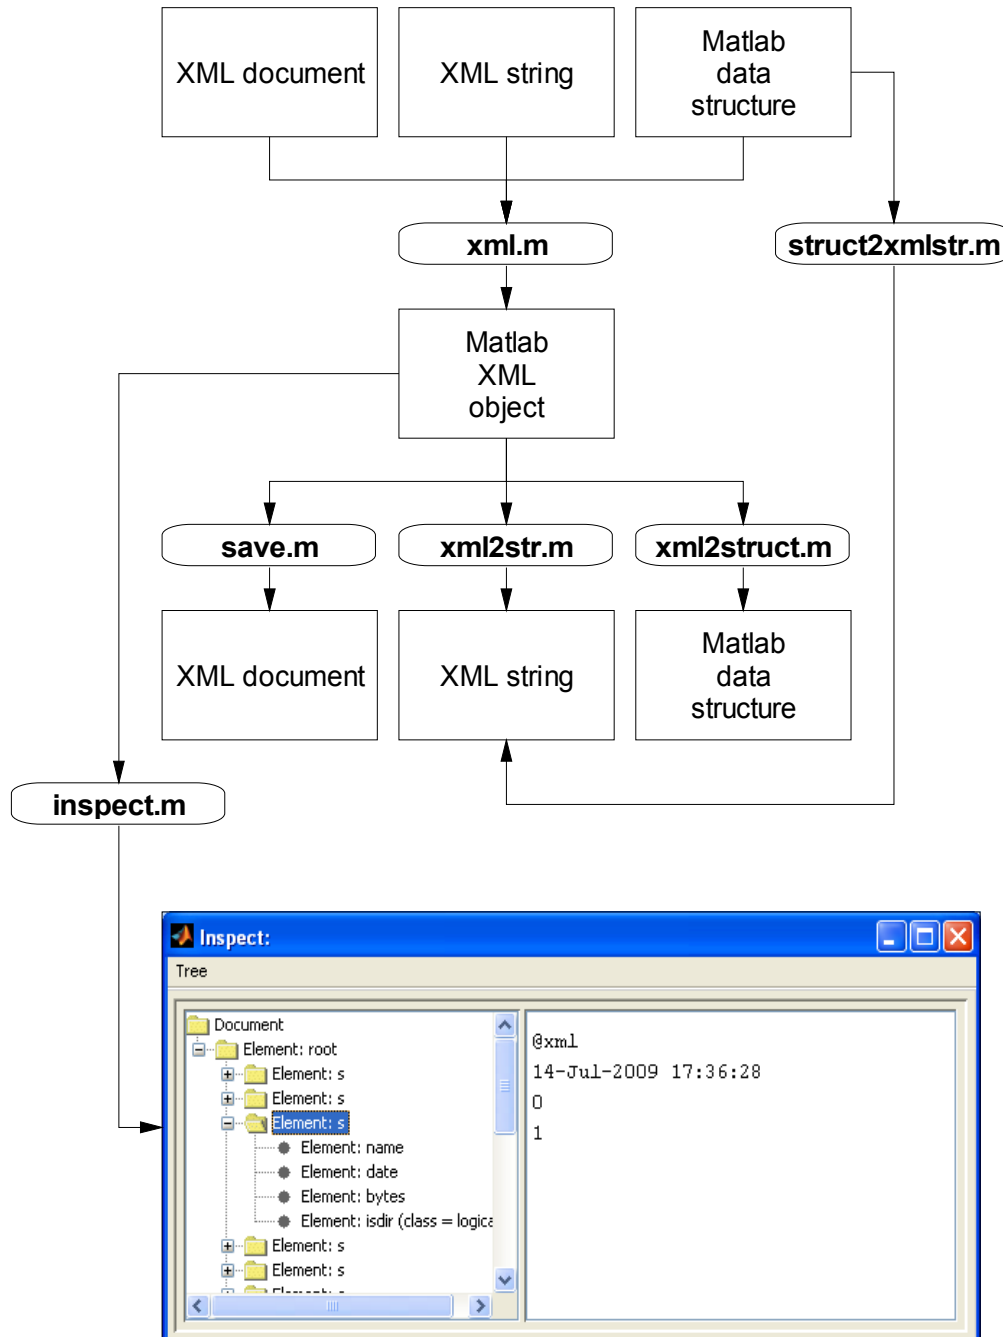 XML document
XML string
Matlab
data
structure
xml.m
struct2xmlstr.m
Matlab
XML
object
save.m
xml2str.m
xml2struct.m
XML document
XML string
Matlab
data
structure
inspect.m
Inspect:
Tree
Document
Element: root
Element: s
Element: s
Element: s
Element: name
Element: date
Element: bytes
Element: isdir (class = logica
Element: s
Element: s
Element: s
@xml
14-Jul-2009 17:36:28
0
1